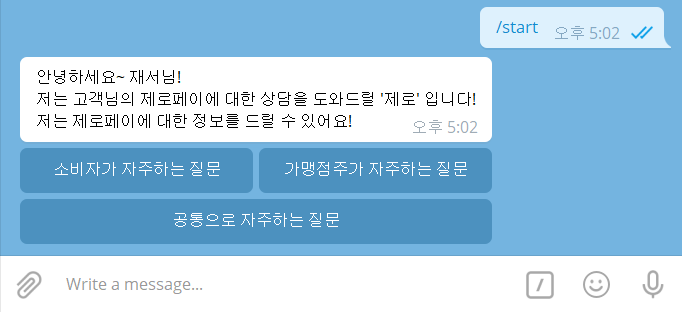 /start
오후 5:02
안녕하세요~ 재서님!
저는 고객님의 제로페이에 대한 상담을 도와드릴 '제로' 입니다!
저는 제로페이에 대한 정보를 드릴 수 있어요!
오후 5:02
소비자가 자주하는 질문
가맹점주가 자주하는 질문
공통으로 자주하는 질문
Write a message...